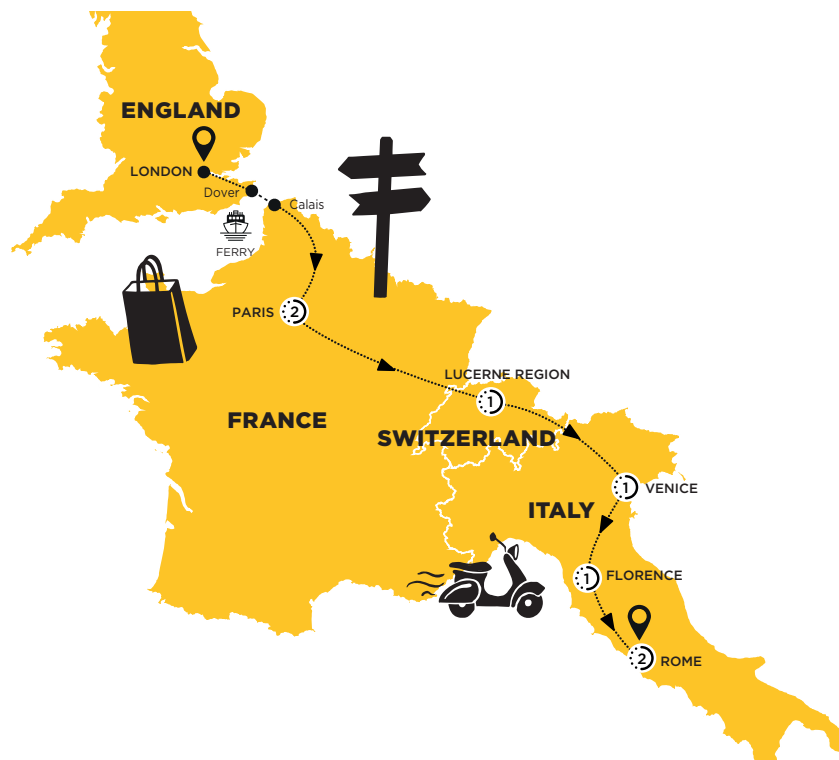 ENGLAND
LONDON
Dover
Calais
FERRY
PARIS
2
LUCERNE REGION
1
FRANCE
SWITZERLAND
1
VENICE
ITALY
1
FLORENCE
2
ROME